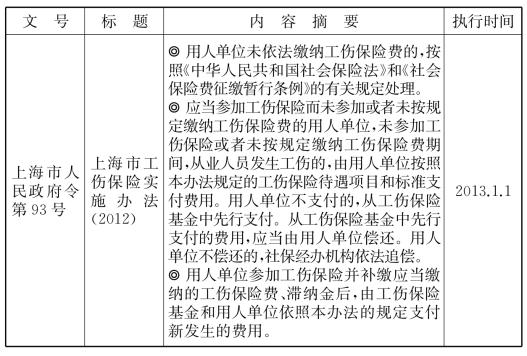 文 号 标 题 内 容 摘 要 执行时间
上海市人
民政府令
第 93 号
上海市工
伤保险实
施办法
(2012)
◎ 用人单位未依法缴纳工伤保险费的,按
照《中华人民共和国社会保险法》和《社会
保险费征缴暂行条例》的有关规定处理。
◎ 应当参加工伤保险而未参加或者未按规
定缴纳工伤保险费的用人单位,未参加工
伤保险或者未按规定缴纳工伤保险费期
间,从业人员发生工伤的,由用人单位按照
本办法规定的工伤保险待遇项目和标准支
付费用。用人单位不支付的,从工伤保险
基金中先行支付。从工伤保险基金中先行
支付的费用,应当由用人单位偿还。用人
单位不偿还的,社保经办机构依法追偿。
◎ 用人单位参加工伤保险并补缴应当缴
纳的工伤保险费、滞纳金后,由工伤保险
基金和用人单位依照本办法的规定支付
新发生的费用。
2013.1.1